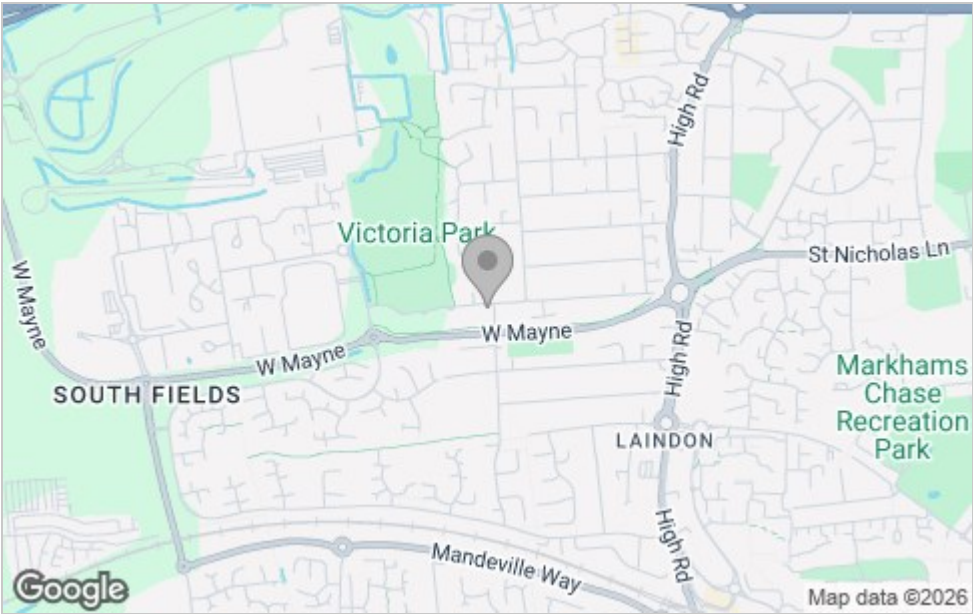 High Rd
Victoria Park
St Nicholas Ln
W Mayne
W Mayne
W Mayne
High Rd
SOUTH FIELDS
Markhams
Chase
Recreation
Park
LAINDON
High Rd
Mandeville Way
Google
Map data ©2026